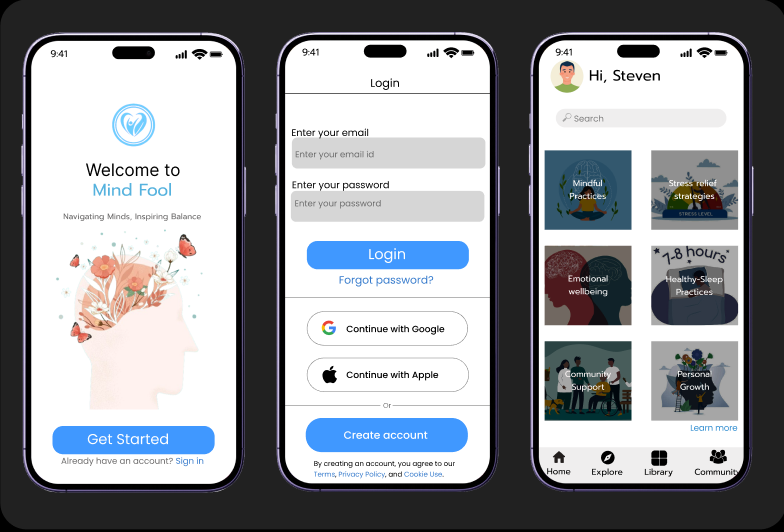 9:41
Welcome to
Mind Fool
Navigating Minds, Inspiring Balance
Get Started
Already have an account? Sign in
9:41
Login
Enter your email
Enter your email id
Enter your password
Enter your password
Login
Forgot password?
Continue with Google
Continue with Apple
Or
Create account
By creating an account, you agree to our
Terms, Privacy Policy, and Cookie Use.
9:41
Hi, Steven
Search
Mindful
Practices
Stress relief
strategies
STRESS LEVEL
Emotional
wellbeing
7-8 hours
Healthy-Sleep
Practices
Community
Support
Personal
Growth
Learn more
Home
Explore
Library
Community